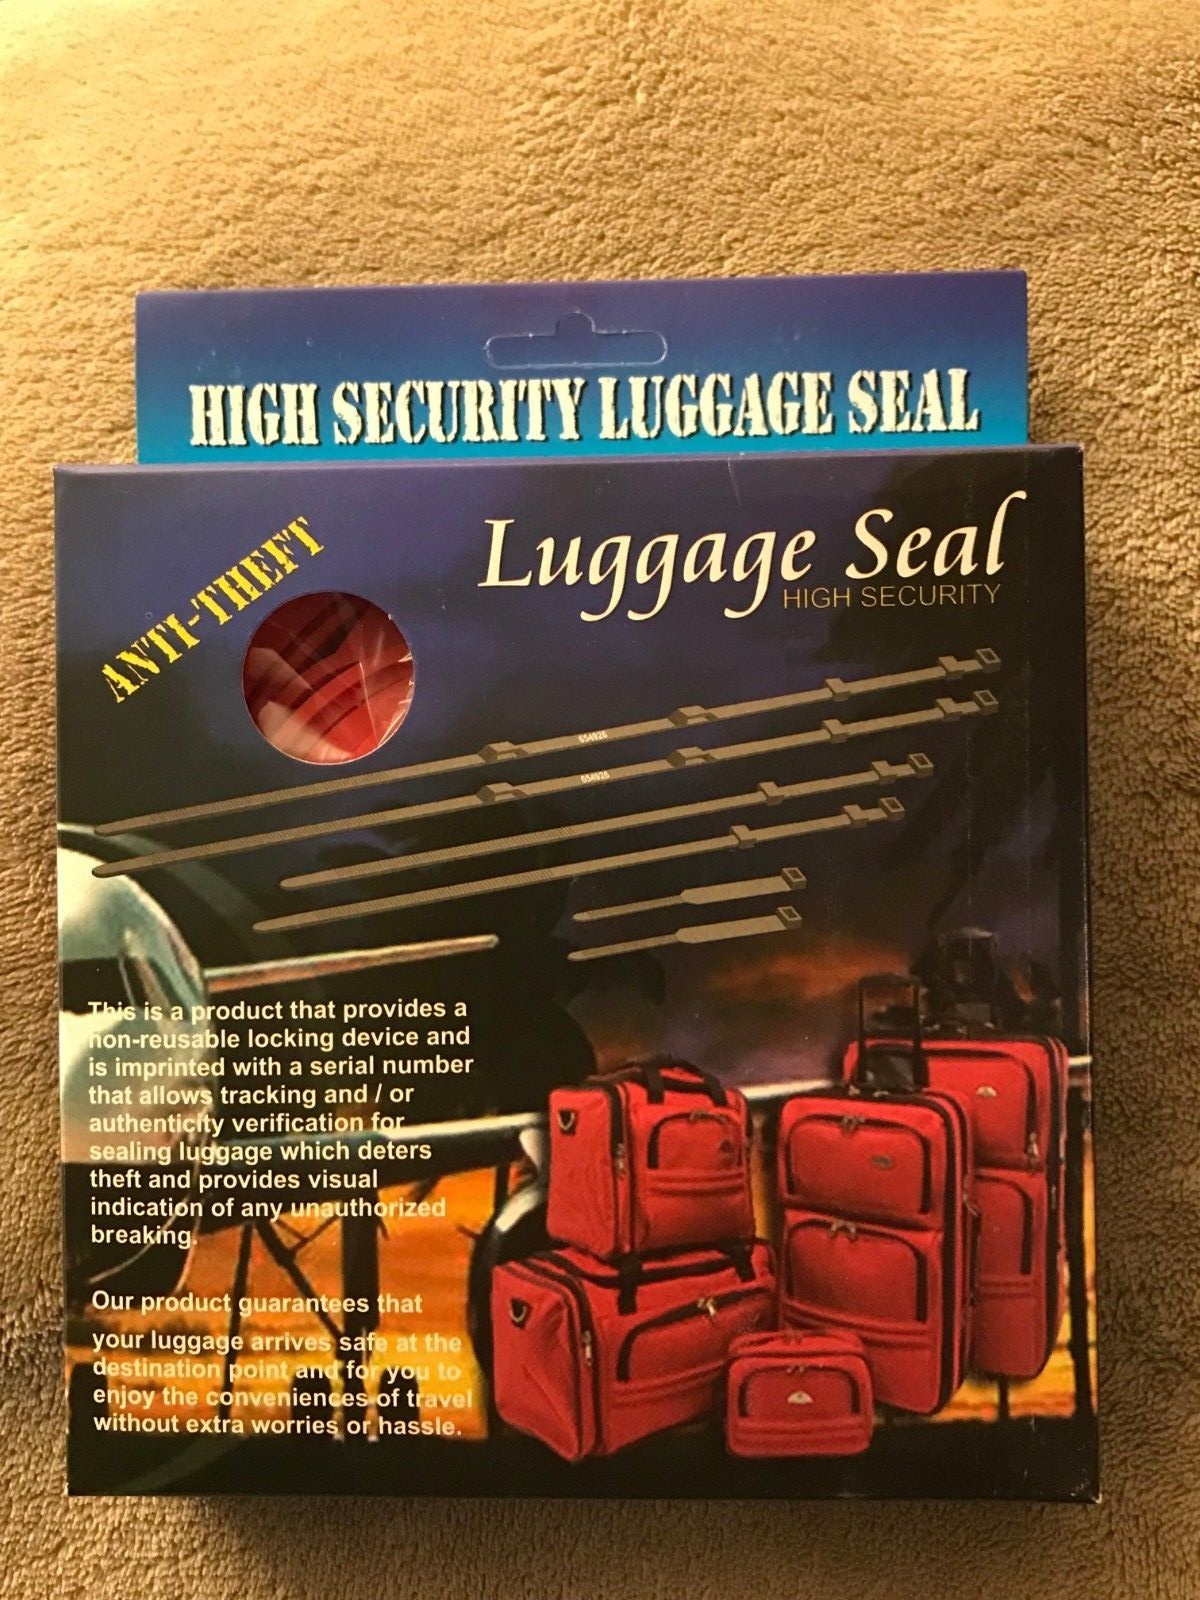 HIGH SECURITY LUGGAGE SEAL
ANTI-THEFT
Luggage Seal
HIGH SECURITY
654926
654926
This is a product that provides a
non-reusable locking device and
is imprinted with a serial number
that allows tracking and / or
authenticity verification for
sealing luggage which deters
theft and provides visual
indication of any unauthorized
breaking.
Our product guarantees that
your luggage arrives safe at the
destination point and for you to
enjoy the conveniences of travel
without extra worries or hassle.